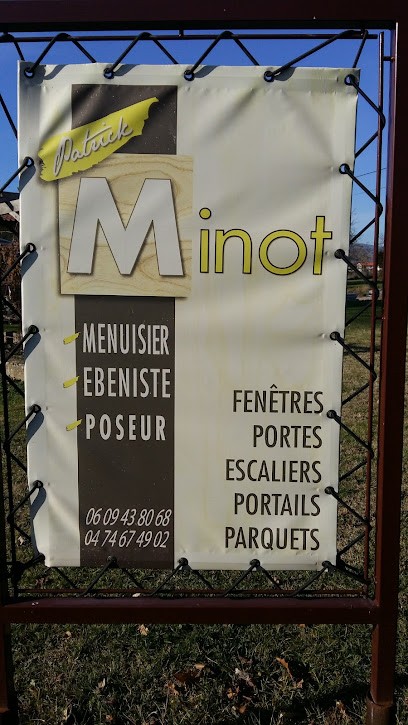 Patrick
Minot
MENUISIER
EBENISTE
POSEUR
FENÊTRES
PORTES
ESCALIERS
PORTAILS
PARQUETS
06 09 43 80 68
04 74 67 49 02